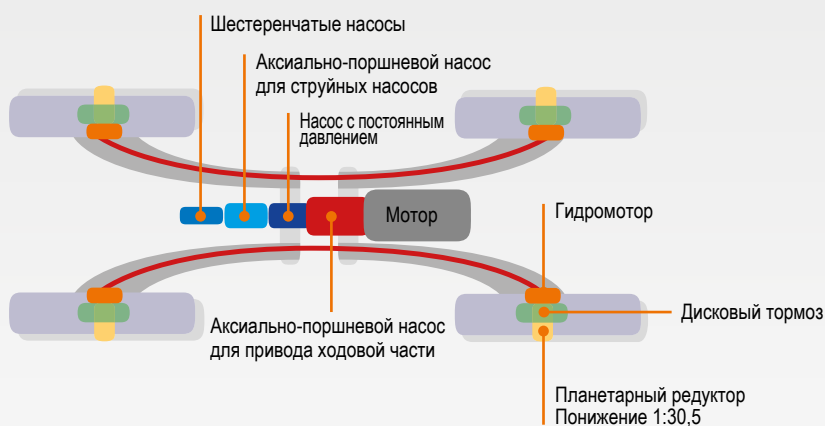 Шестеренчатые насосы
Аксиально-поршневой насос
для струйных насосов
Насос с постоянным
давлением
Мотор
Гидромотор
Аксиально-поршневой насос
для привода ходовой части
Дисковый тормоз
Планетарный редуктор
Понижение 1:30,5